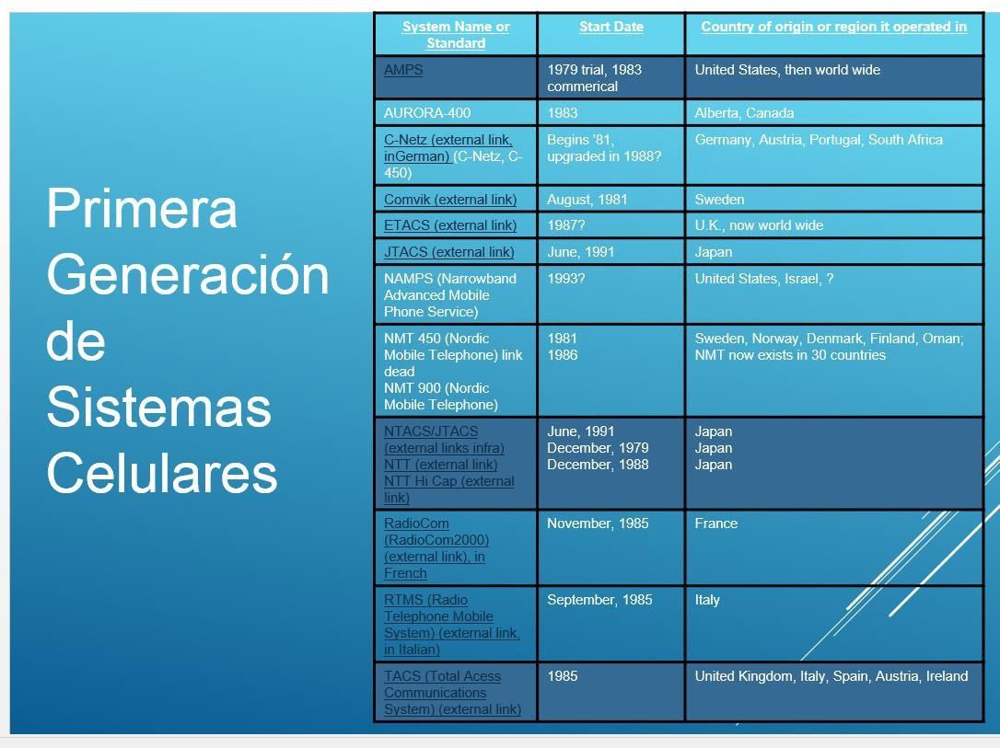 Primera
Generación
de
Sistemas
Celulares
System Name or
Standard
Start Date
Country of origin or region it operated in
AMPS
1979 trial, 1983
commerical
United States, then world wide
AURORA-400
1983
Alberta, Canada
C-Netz (external link,
inGerman) (C-Netz, C-
450)
Begins '81,
upgraded in 1988?
Germany, Austria, Portugal, South Africa
Comvik (external link)
August, 1981
Sweden
ETACS (external link)
1987?
U.K., now world wide
JTACS (external link)
June, 1991
Japan
NAMPS (Narrowband
Advanced Mobile
Phone Service)
1993?
United States, Israel, ?
NMT 450 (Nordic
Mobile Telephone) link
dead
NMT 900 (Nordic
Mobile Telephone)
1981
1986
Sweden, Norway, Denmark, Finland, Oman;
NMT now exists in 30 countries
NTACS/JTACS
(external links infra)
NTT (external link)
NTT Hi Cap (external
link)
June, 1991
December, 1979
December, 1988
Japan
Japan
Japan
RadioCom
(RadioCom2000)
(external link), in
French
November, 1985
France
RTMS (Radio
Telephone Mobile
System) (external link,
in Italian)
September, 1985
Italy
TACS (Total Acess
Communications
System) (external link)
1985
United Kingdom, Italy, Spain, Austria, Ireland